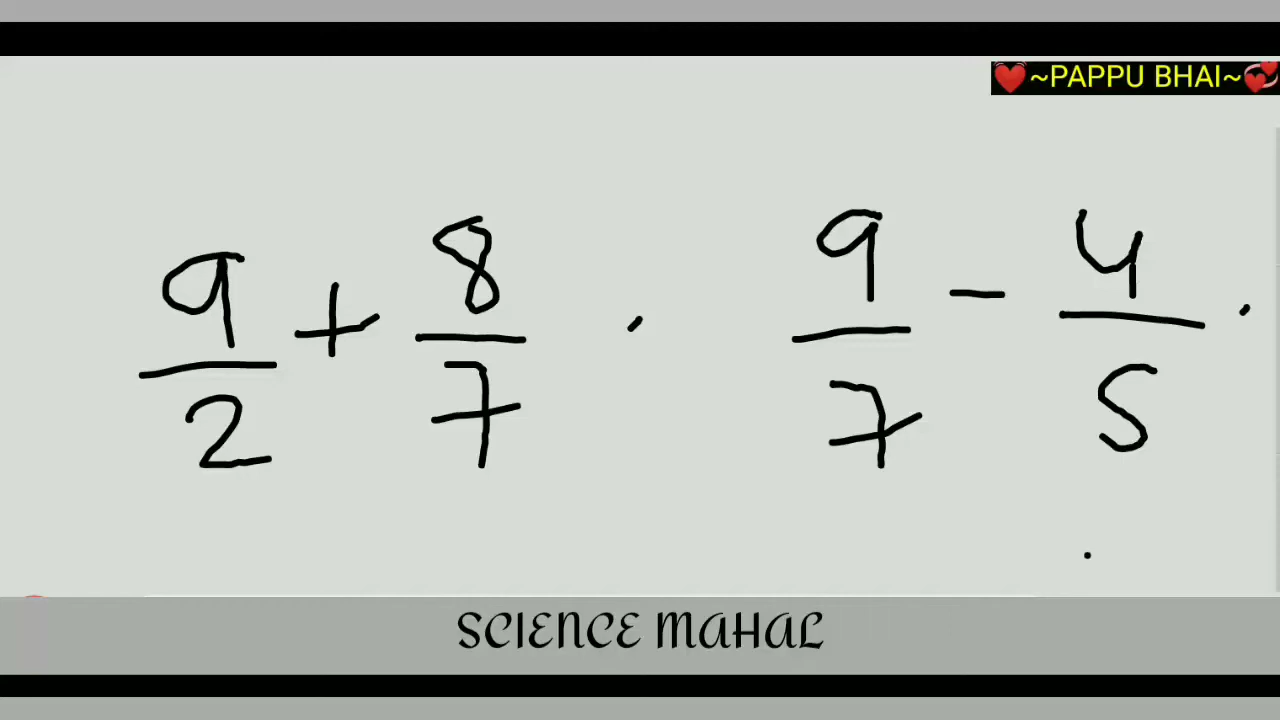 ❤️~PAPPU BHAI~💞
9/2 + 8/7 . 9/7 - 4/5 .
SCIENCE MAHAL